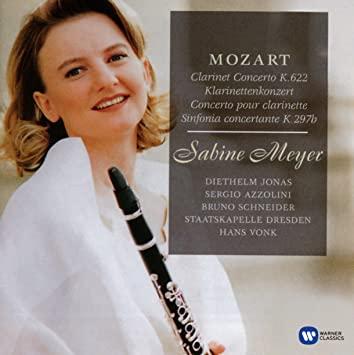 MOZART
Clarinet Concerto K.622
Klarinettenkonzert
Concerto pour clarinette
Sinfonia concertante K 297b
Sabine Meyer
DIETHELM JONAS
SERGIO AZZOLINI
BRUNO SCHNEIDER
STAATSKAPELLE DRESDEN
HANS VONK
WARNER
CLASSICS